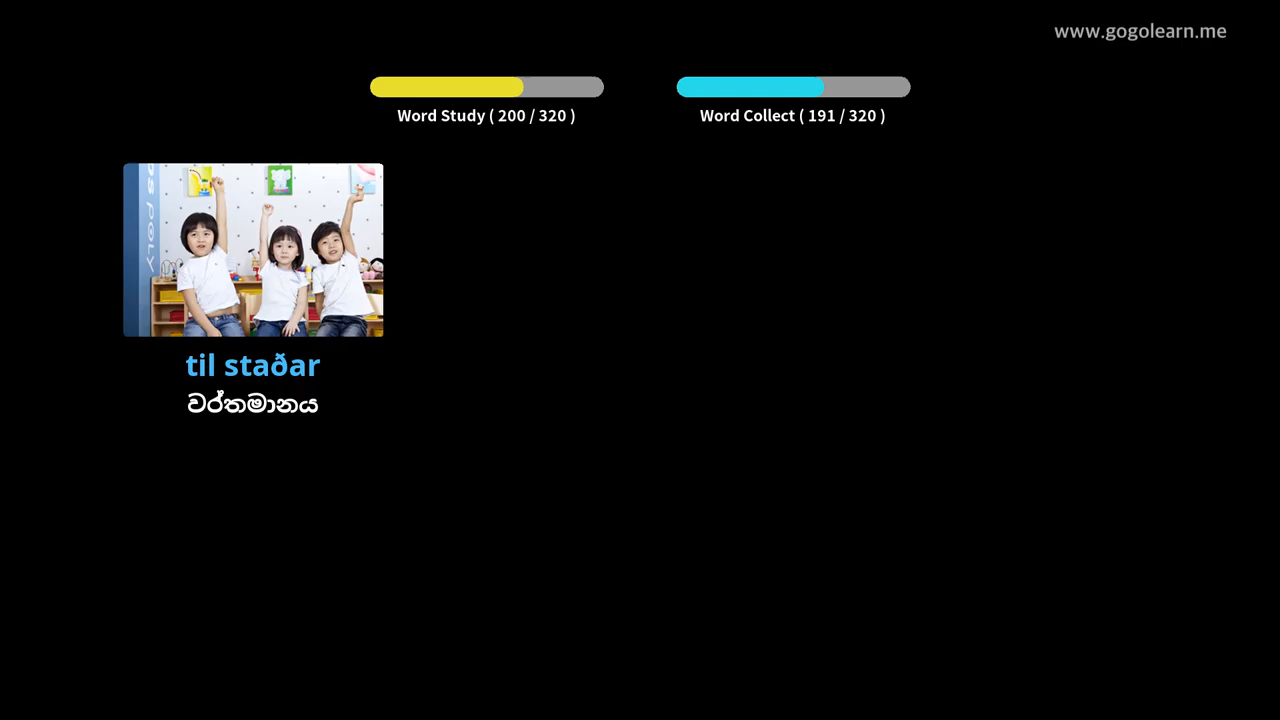 www.gogolearn.me
Word Study ( 200 / 320 )
Word Collect ( 191 / 320 )
til staðar
වර්තමානය